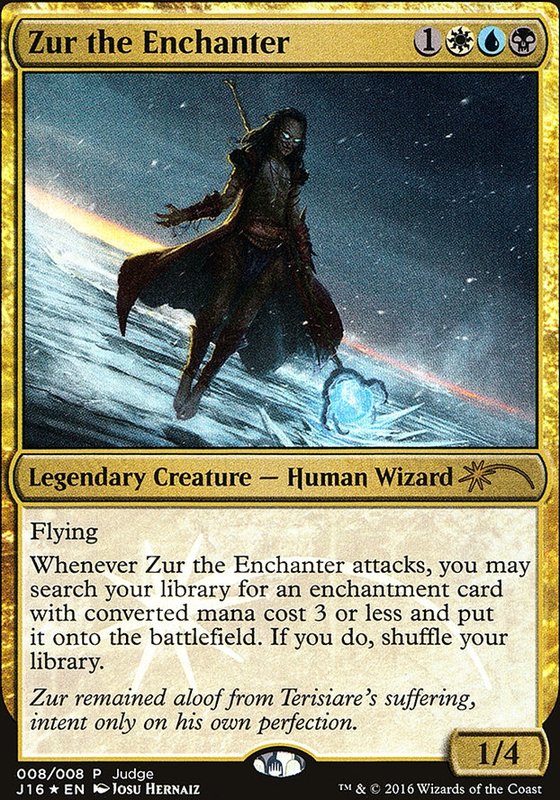 Zur the Enchanter 1
Legendary Creature — Human Wizard
Flying
Whenever Zur the Enchanter attacks, you may
search your library for an enchantment card
with converted mana cost 3 or less and put
it onto the battlefield. If you do, shuffle your
library.
Zur remained aloof from Terisiare's suffering,
intent only on his own perfection.
1/4
008/008 P Judge
J16 ★ EN Josu Hernaiz
™ & © 2016 Wizards of the Coast